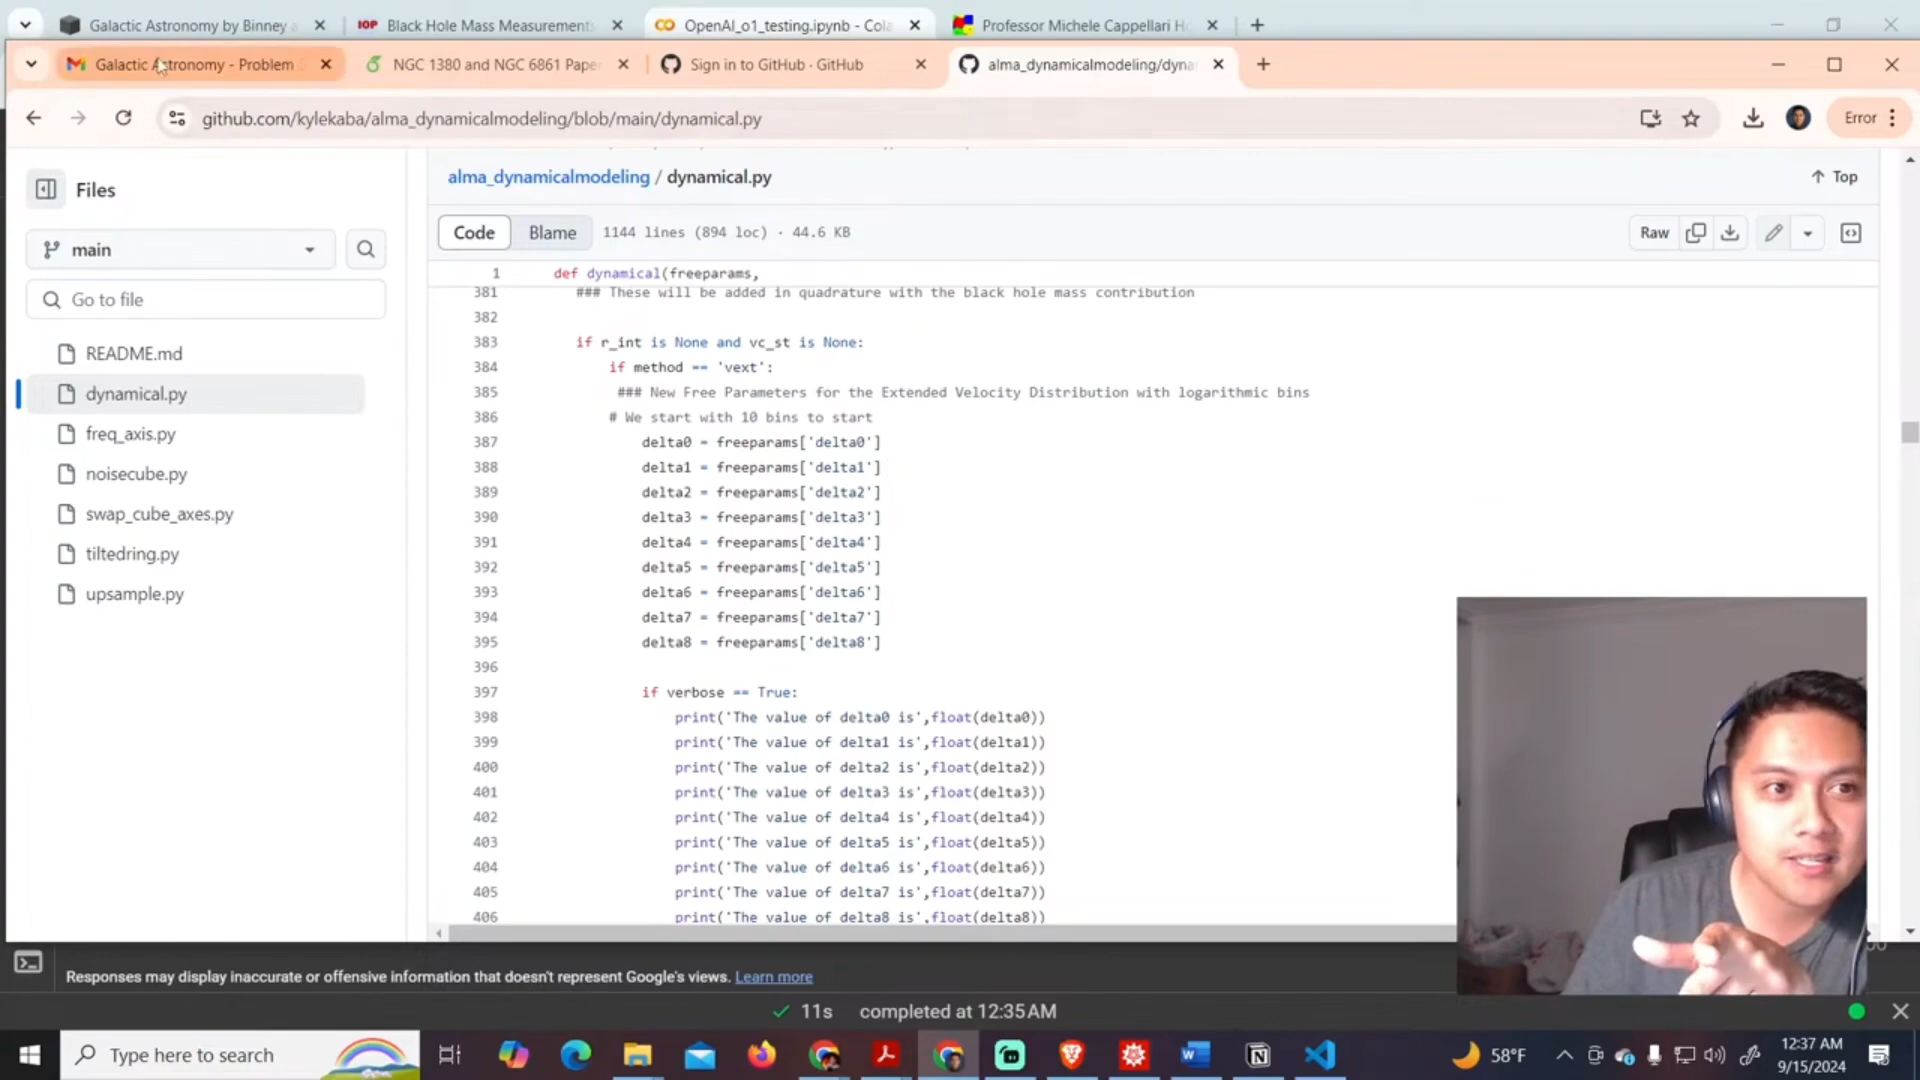 Galactic Astronomy by Binney a
Black Hole Mass Measurements
OpenAI_o1_testing.ipynb - Cola
Professor Michele Cappellari Ho
Galactic Astronomy - Problem
NGC 1380 and NGC 6861 Paper
Sign in to GitHub · GitHub
alma_dynamicalmodeling/dyna
github.com/kylekaba/alma_dynamicalmodeling/blob/main/dynamical.py
Error
Files
alma_dynamicalmodeling / dynamical.py
Top
main
Code
Blame
1144 lines (894 loc) · 44.6 KB
Raw
Go to file
README.md
dynamical.py
freq_axis.py
noisecube.py
swap_cube_axes.py
tiltedring.py
upsample.py
1 def dynamical(freeparams,
381 ### These will be added in quadrature with the black hole mass contribution
382
383 if r_int is None and vc_st is None:
384 if method == 'vext':
385 ### New Free Parameters for the Extended Velocity Distribution with logarithmic bins
386 # We start with 10 bins to start
387 delta0 = freeparams['delta0']
388 delta1 = freeparams['delta1']
389 delta2 = freeparams['delta2']
390 delta3 = freeparams['delta3']
391 delta4 = freeparams['delta4']
392 delta5 = freeparams['delta5']
393 delta6 = freeparams['delta6']
394 delta7 = freeparams['delta7']
395 delta8 = freeparams['delta8']
396
397 if verbose == True:
398 print('The value of delta0 is',float(delta0))
399 print('The value of delta1 is',float(delta1))
400 print('The value of delta2 is',float(delta2))
401 print('The value of delta3 is',float(delta3))
402 print('The value of delta4 is',float(delta4))
403 print('The value of delta5 is',float(delta5))
404 print('The value of delta6 is',float(delta6))
405 print('The value of delta7 is',float(delta7))
406 print('The value of delta8 is',float(delta8))
Responses may display inaccurate or offensive information that doesn't represent Google's views. Learn more
11s completed at 12:35 AM
Type here to search
58°F
12:37 AM
9/15/2024